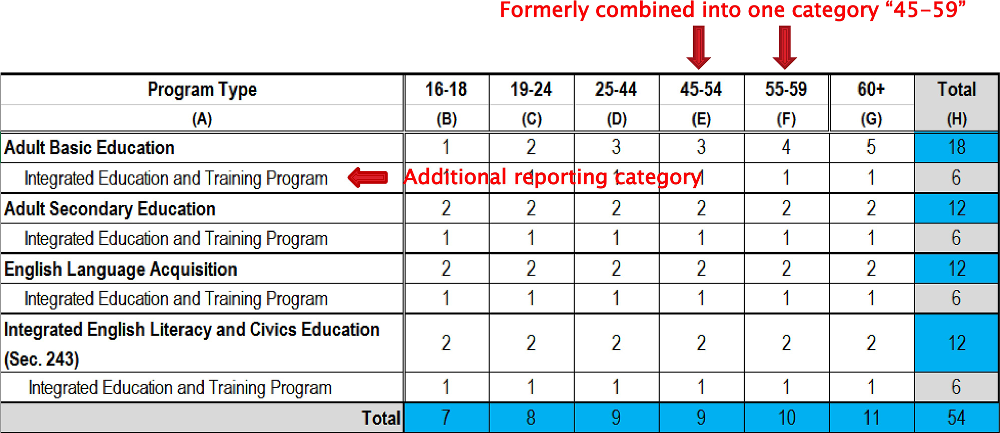 Formerly combined into one category “45-59”
Program Type 16-18 19-24 25-44 45-54 55-59 60+ Total
(A) (B) (C) (D) (E) (F) (G) (H)
Adult Basic Education 1 2 3 3 4 5 18
Integrated Education and Training Program 1 1 1 1 1 1 6
Additional reporting category
Adult Secondary Education 2 2 2 2 2 2 12
Integrated Education and Training Program 1 1 1 1 1 1 6
English Language Acquisition 2 2 2 2 2 2 12
Integrated Education and Training Program 1 1 1 1 1 1 6
Integrated English Literacy and Civics Education
(Sec. 243) 2 2 2 2 2 2 12
Integrated Education and Training Program 1 1 1 1 1 1 6
Total 7 8 9 9 10 11 54